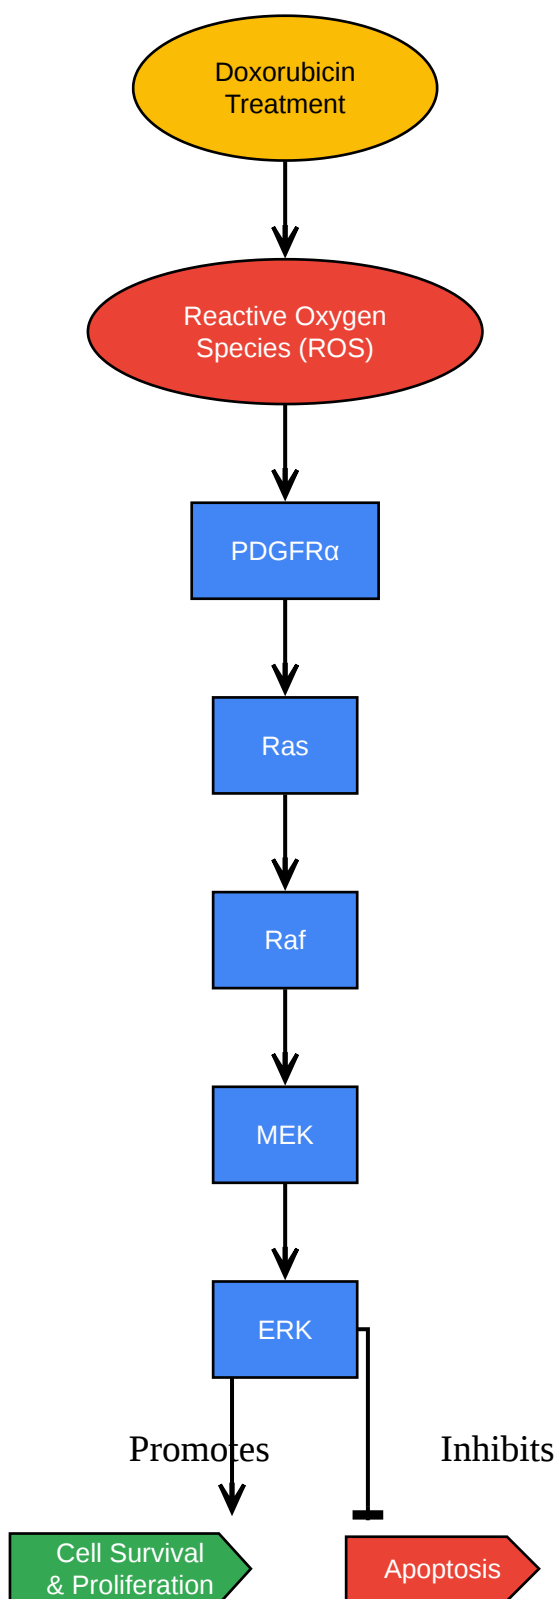 Doxorubicin
Treatment
Reactive Oxygen
Species (ROS)
PDGFRα
Ras
Raf
MEK
ERK
Promotes
Inhibits
Cell Survival
& Proliferation
Apoptosis